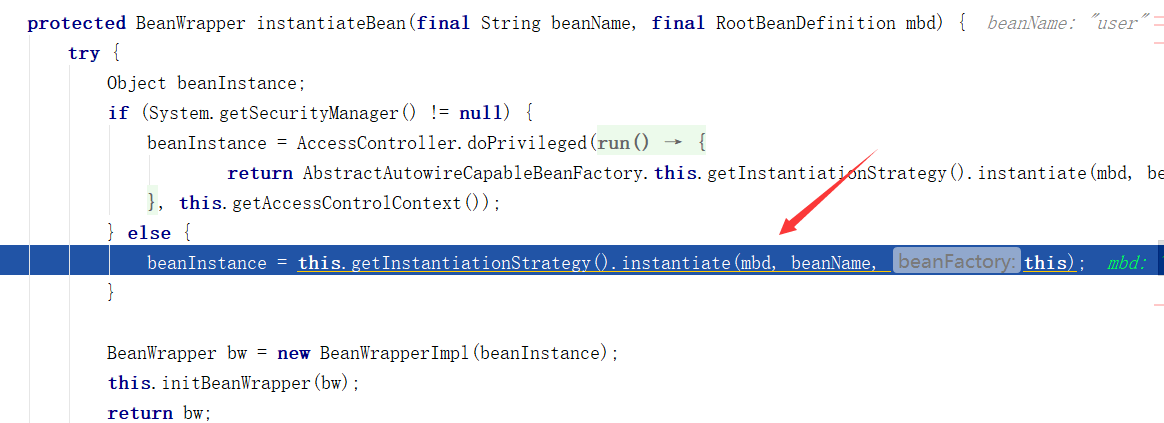 protected BeanWrapper instantiateBean(final String beanName, final RootBeanDefinition mbd) { beanName: "user"
try {
Object beanInstance;
if (System.getSecurityManager() != null) {
beanInstance = AccessController.doPrivileged(run() → {
return AbstractAutowireCapableBeanFactory.this.getInstantiationStrategy().instantiate(mbd, be
}, this.getAccessControlContext());
} else {
beanInstance = this.getInstantiationStrategy().instantiate(mbd, beanName, beanFactory: this); mbd:
}
BeanWrapper bw = new BeanWrapperImpl(beanInstance);
this.initBeanWrapper(bw);
return bw;